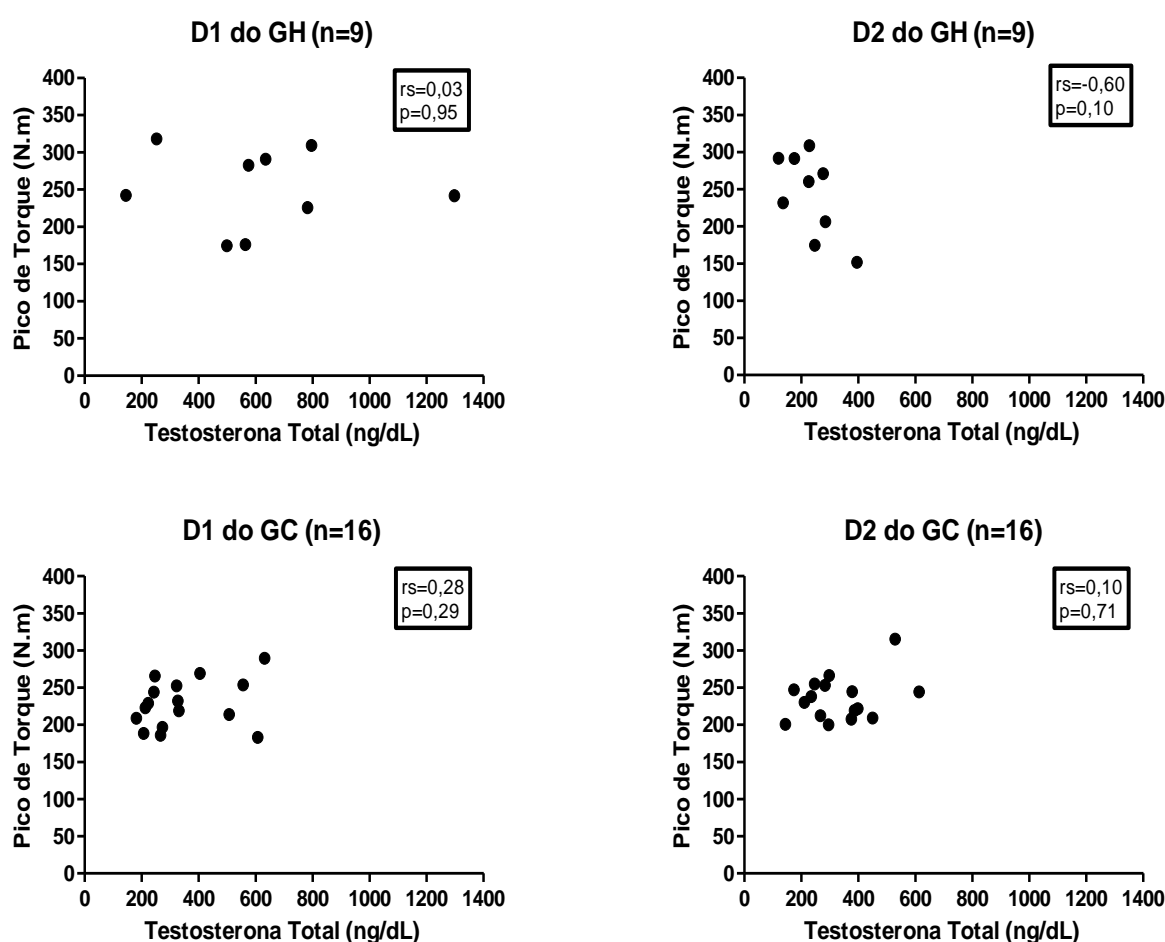 D1 do GH (n=9)
rs=0,03
p=0,95
Pico de Torque (N.m)
400
350
300
250
200
150
100
50
0
0 200 400 600 800 1000 1200 1400
Testosterona Total (ng/dL)
D2 do GH (n=9)
rs=-0,60
p=0,10
Pico de Torque (N.m)
400
350
300
250
200
150
100
50
0
0 200 400 600 800 1000 1200 1400
Testosterona Total (ng/dL)
D1 do GC (n=16)
rs=0,28
p=0,29
Pico de Torque (N.m)
400
350
300
250
200
150
100
50
0
0 200 400 600 800 1000 1200 1400
Testosterona Total (ng/dL)
D2 do GC (n=16)
rs=0,10
p=0,71
Pico de Torque (N.m)
400
350
300
250
200
150
100
50
0
0 200 400 600 800 1000 1200 1400
Testosterona Total (ng/dL)